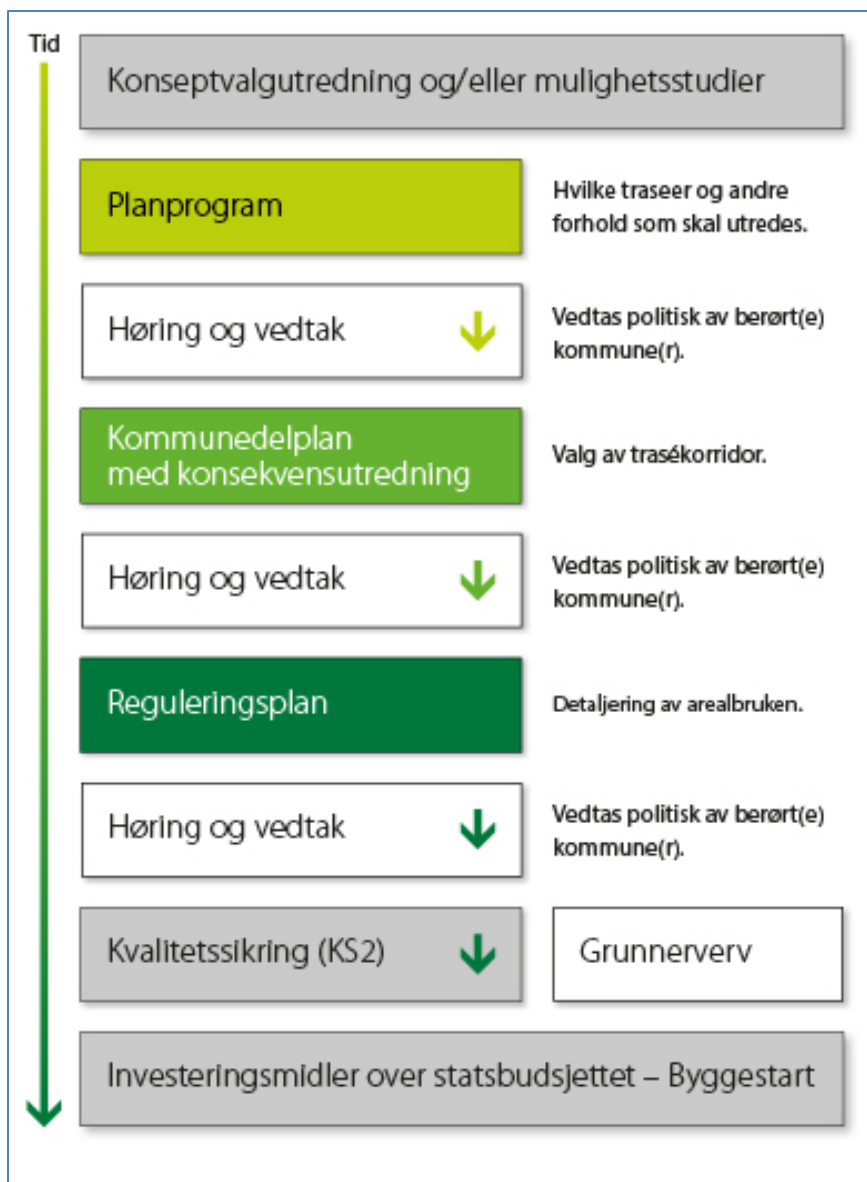 Tid
Konseptvalgutredning og/eller mulighetsstudier
Planprogram
Hvilke traseer og andre
forhold som skal utredes.
Høring og vedtak
Vedtas politisk av berørt(e)
kommune(r).
Kommunedelplan
med konsekvensutredning
Valg av trasékorridor.
Høring og vedtak
Vedtas politisk av berørt(e)
kommune(r).
Reguleringsplan
Detaljering av arealbruken.
Høring og vedtak
Vedtas politisk av berørt(e)
kommune(r).
Kvalitetssikring (KS2)
Grunnerverv
Investeringsmidler over statsbudsjettet – Byggestart